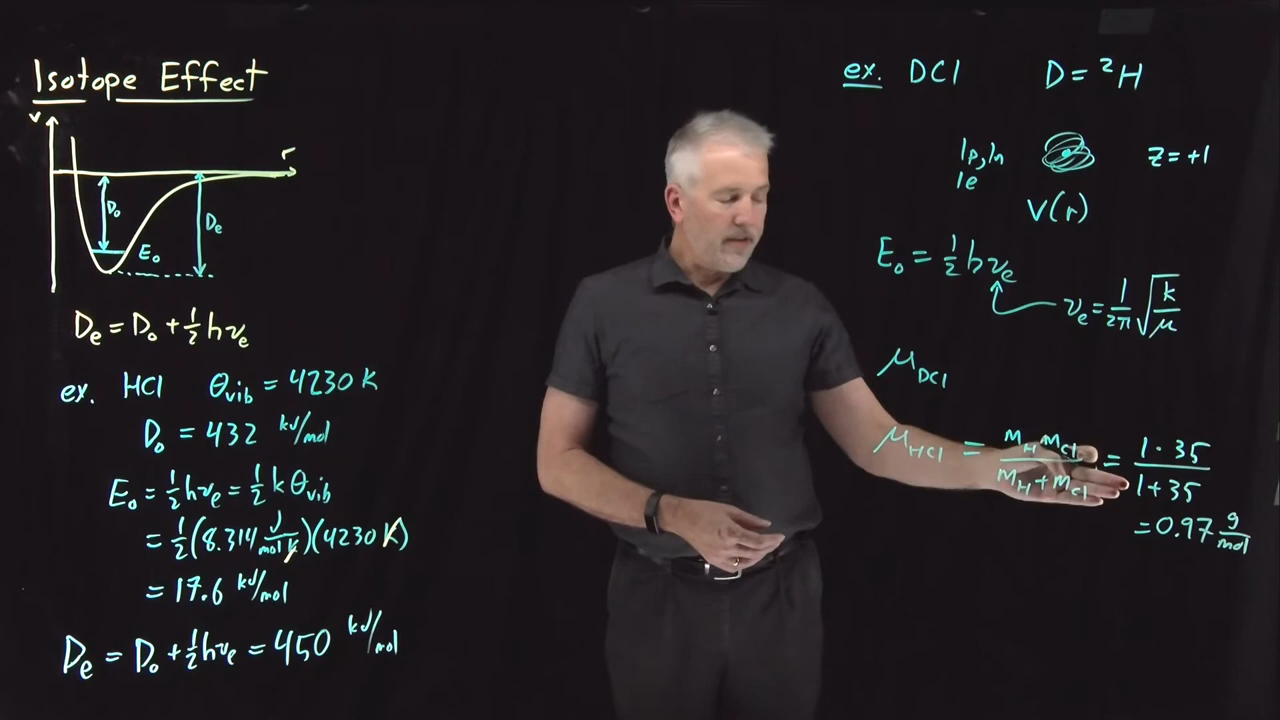 Isotope Effect
V
r
D₀
Dₑ
E₀
Dₑ = D₀ + ½hνₑ
ex. HCl θvib = 4230 K
D₀ = 432 kJ/mol
E₀ = ½hνₑ = ½kθvib
= ½(8.314 J/mol K)(4230 K)
= 17.6 kJ/mol
Dₑ = D₀ + ½hνₑ = 450 kJ/mol
ex. DCl D = ²H
1p, 1n
1e
z = +1
V(r)
E₀ = ½hνₑ
νₑ = 1/2π √k/μ
μDCl
μHCl = mH mCl / mH + mCl = 1 · 35 / 1 + 35
= 0.97 g/mol